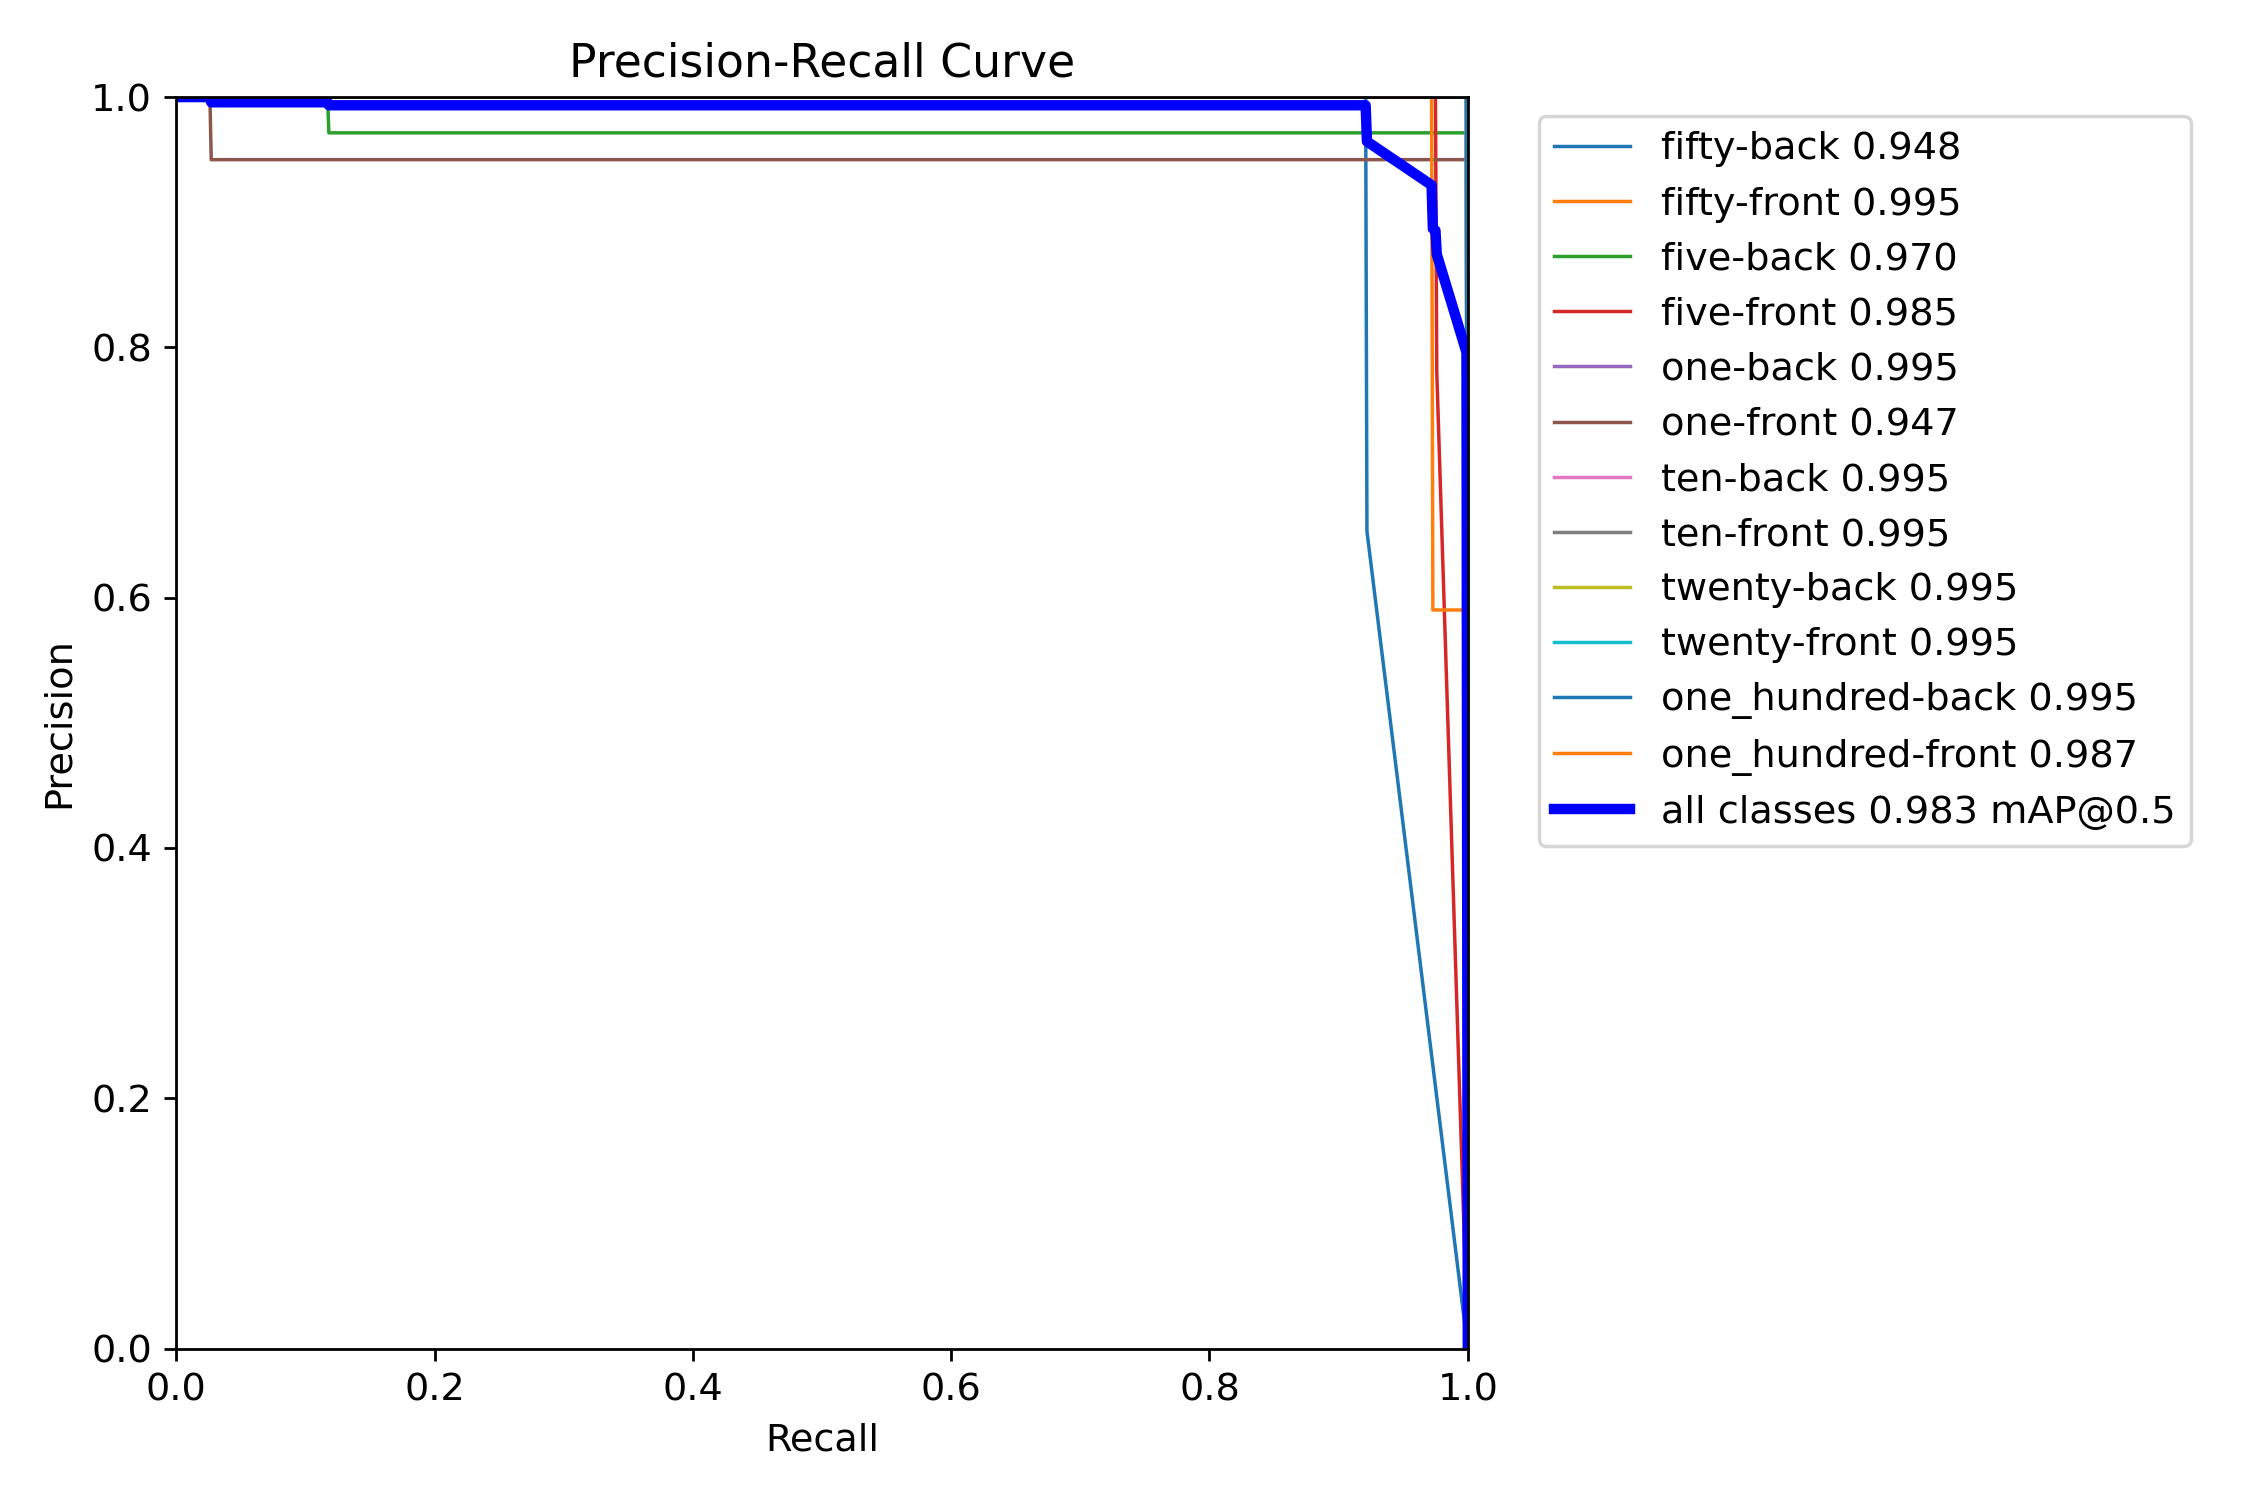 Precision-Recall Curve
1.0
0.8
0.6
0.4
0.2
0.0
Precision
0.0 0.2 0.4 0.6 0.8 1.0
Recall
fifty-back 0.948
fifty-front 0.995
five-back 0.970
five-front 0.985
one-back 0.995
one-front 0.947
ten-back 0.995
ten-front 0.995
twenty-back 0.995
twenty-front 0.995
one_hundred-back 0.995
one_hundred-front 0.987
all classes 0.983 mAP@0.5